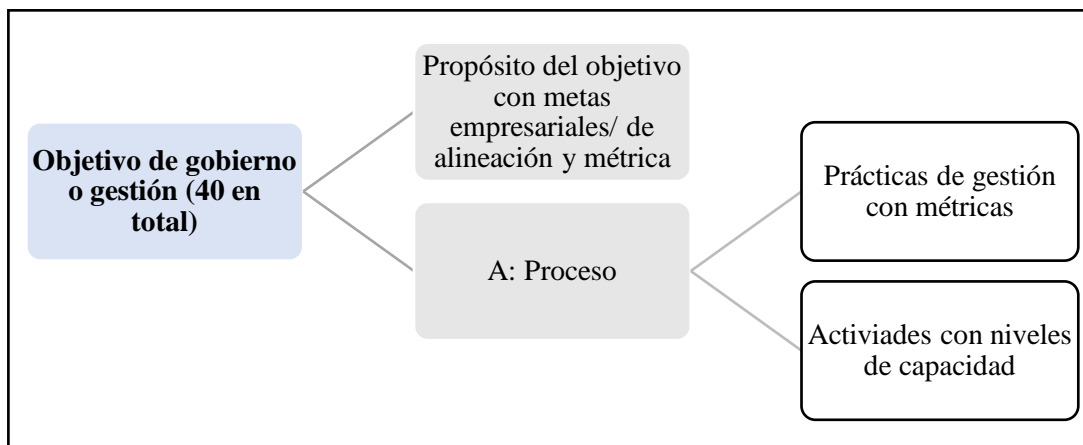 Objetivo de gobierno
o gestión (40 en
total)
Propósito del objetivo
con metas
empresariales/ de
alineación y métrica
A: Proceso
Prácticas de gestión
con métricas
Activiades con niveles
de capacidad